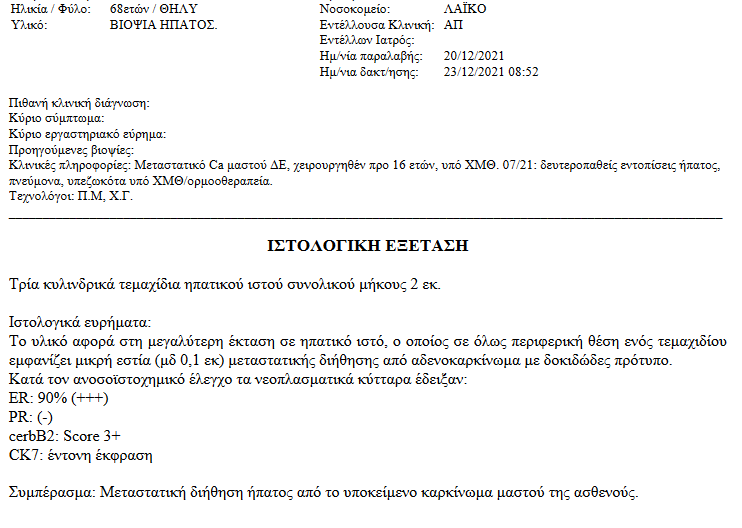 Ηλικία / Φύλο: 68ετών / ΘΗΛΥ Νοσοκομείο: ΛΑΪΚΟ
Υλικό: ΒΙΟΨΙΑ ΗΠΑΤΟΣ. Εντέλλουσα Κλινική: ΑΠ
Εντέλλων Ιατρός:
Ημ/νία παραλαβής: 20/12/2021
Ημ/νια δακτ/ησης: 23/12/2021 08:52
Πιθανή κλινική διάγνωση:
Κύριο σύμπτωμα:
Κύριο εργαστηριακό εύρημα:
Προηγούμενες βιοψίες:
Κλινικές πληροφορίες: Μεταστατικό Ca μαστού ΔΕ, χειρουργηθέν προ 16 ετών, υπό ΧΜΘ. 07/21: δευτεροπαθείς εντοπίσεις ήπατος,
πνεύμονα, υπεζωκότα υπό ΧΜΘ/ορμοοθεραπεία.
Τεχνολόγοι: Π.Μ, Χ.Γ.
ΙΣΤΟΛΟΓΙΚΗ ΕΞΕΤΑΣΗ
Τρία κυλινδρικά τεμαχίδια ηπατικού ιστού συνολικού μήκους 2 εκ.
Ιστολογικά ευρήματα:
Το υλικό αφορά στη μεγαλύτερη έκταση σε ηπατικό ιστό, ο οποίος σε όλως περιφερική θέση ενός τεμαχιδίου
εμφανίζει μικρή εστία (μδ 0,1 εκ) μεταστατικής διήθησης από αδενοκαρκίνωμα με δοκιδώδες πρότυπο.
Κατά τον ανοσοϊστοχημικό έλεγχο τα νεοπλασματικά κύτταρα έδειξαν:
ER: 90% (+++)
PR: (-)
cerbB2: Score 3+
CK7: έντονη έκφραση
Συμπέρασμα: Μεταστατική διήθηση ήπατος από το υποκείμενο καρκίνωμα μαστού της ασθενούς.